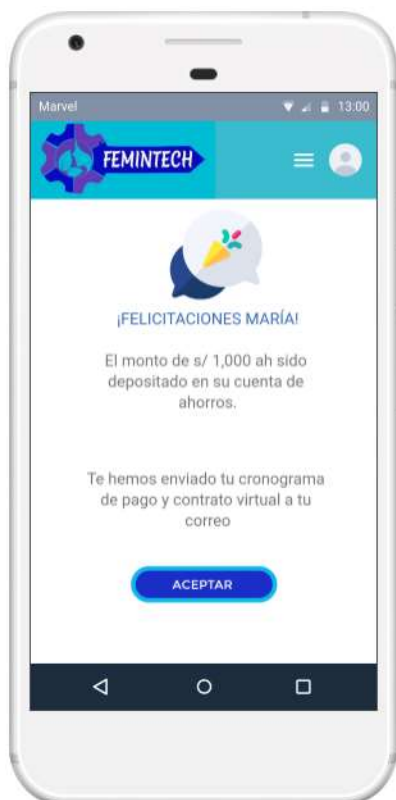 Marvel 13:00
FEMINTECH
¡FELICITACIONES MARÍA!
El monto de s/ 1,000 ah sido
depositado en su cuenta de
ahorros.
Te hemos enviado tu cronograma
de pago y contrato virtual a tu
correo
ACEPTAR